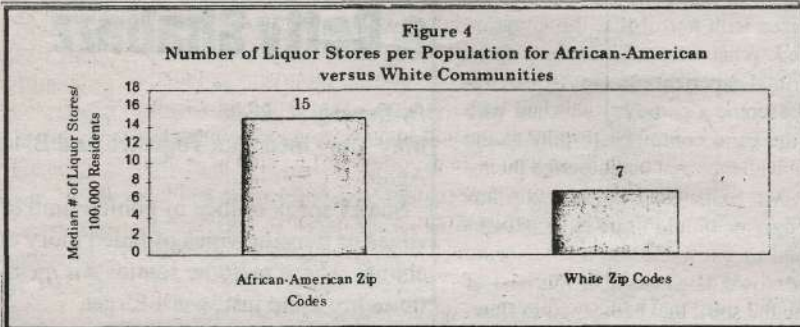 Figure 4
Number of Liquor Stores per Population for African-American
versus White Communities
Median # of Liquor Stores/
100,000 Residents
18
16
14
12
10
8
6
4
2
0
15
7
African-American Zip
Codes
White Zip Codes